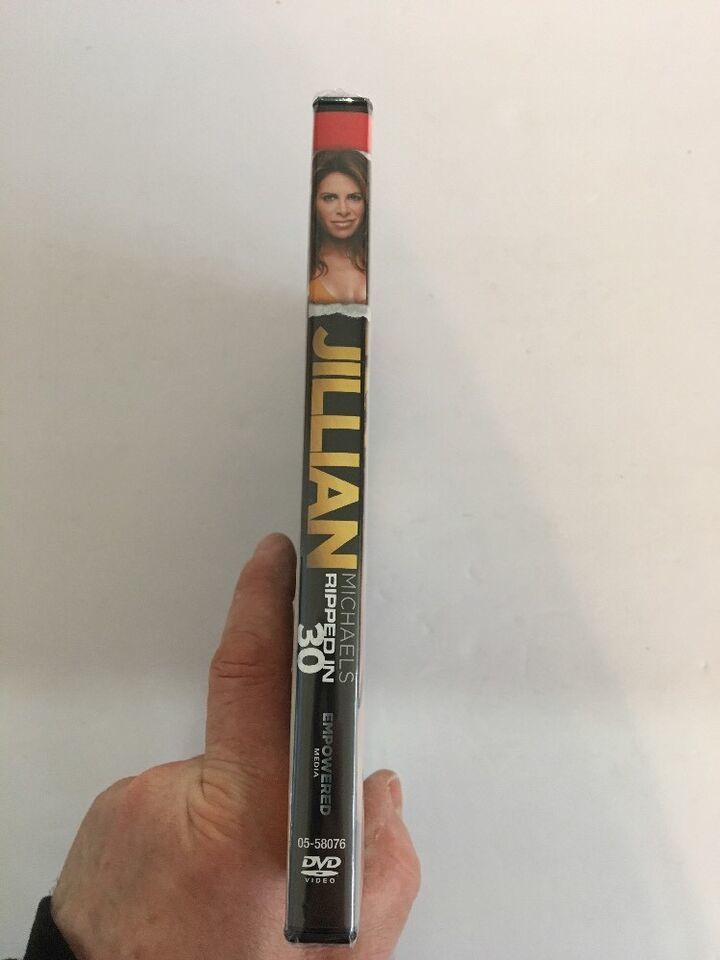 JILLIAN
MICHAELS
RIPPED IN
30
EMPOWERED
MEDIA
05-58076
DVD
VIDEO